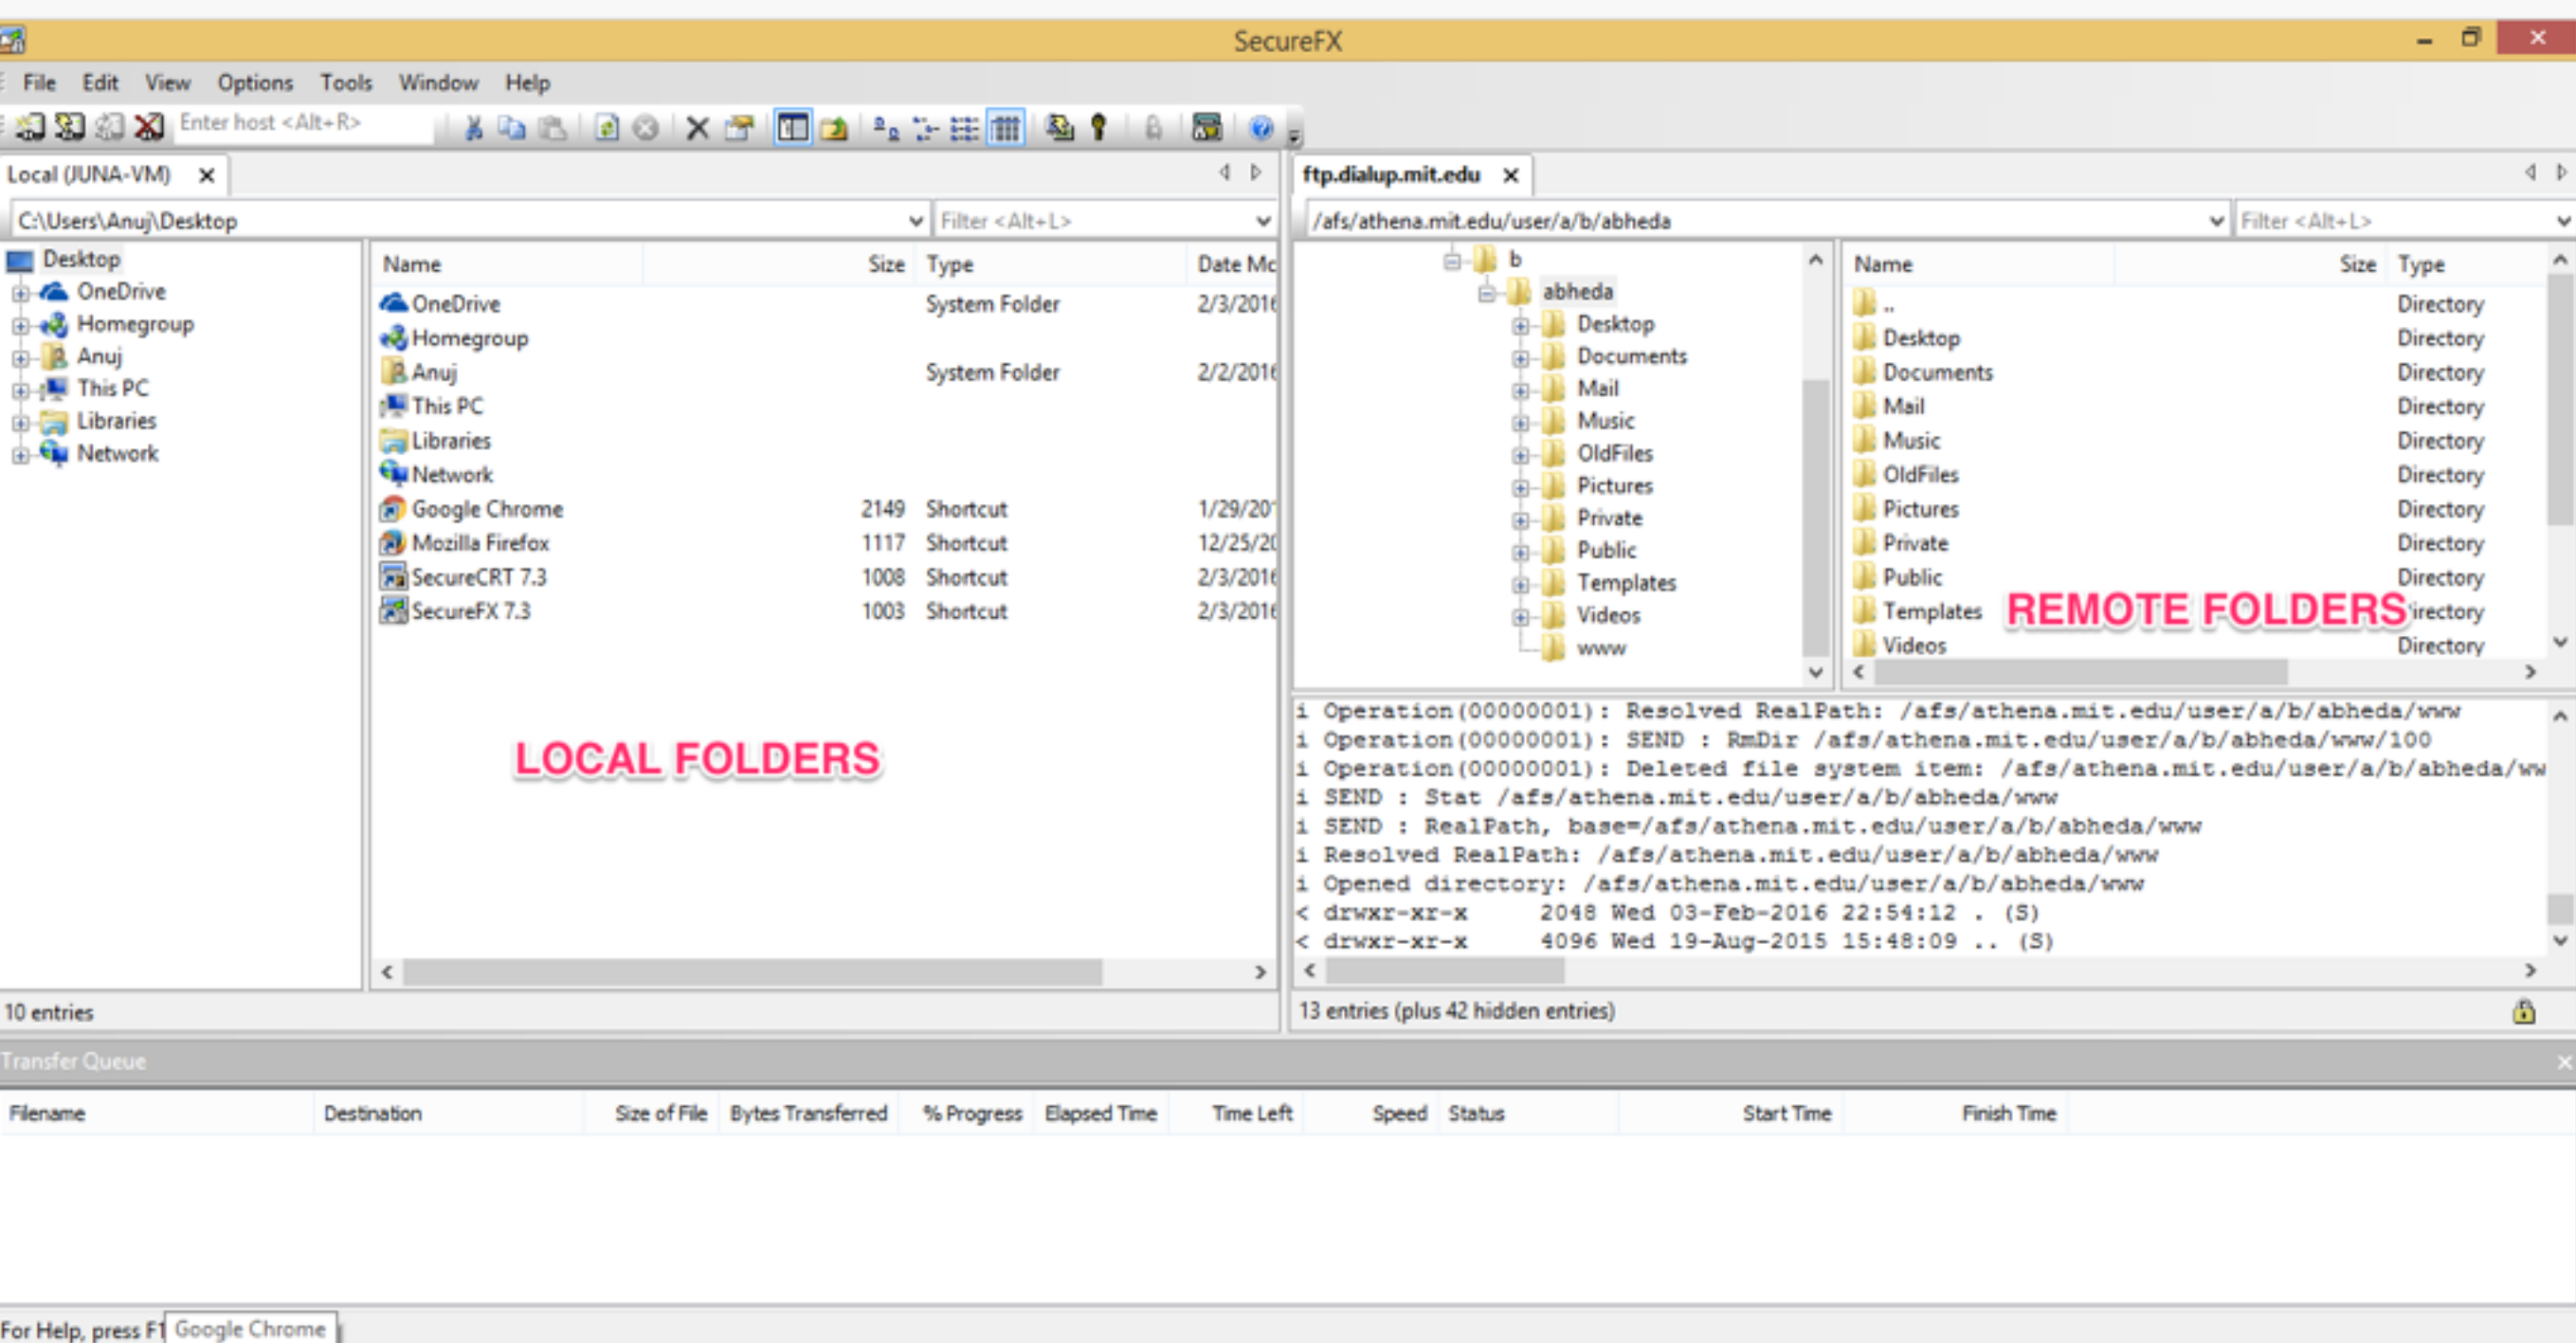 SecureFX
File Edit View Options Tools Window Help
Enter host <Alt+R>
Local (JUNA-VM)
C:\Users\Anuj\Desktop Filter <Alt+L>
Desktop
OneDrive
Homegroup
Anuj
This PC
Libraries
Network
Name Size Type Date Mc
OneDrive System Folder 2/3/2016
Homegroup
Anuj System Folder 2/2/2016
This PC
Libraries
Network
Google Chrome 2149 Shortcut 1/29/20
Mozilla Firefox 1117 Shortcut 12/25/20
SecureCRT 7.3 1008 Shortcut 2/3/2016
SecureFX 7.3 1003 Shortcut 2/3/2016
LOCAL FOLDERS
10 entries
ftp.dialup.mit.edu
/afs/athena.mit.edu/user/a/b/abheda Filter <Alt+L>
b
abheda
Desktop
Documents
Mail
Music
OldFiles
Pictures
Private
Public
Templates
Videos
www
Name Size Type
.. Directory
Desktop Directory
Documents Directory
Mail Directory
Music Directory
OldFiles Directory
Pictures Directory
Private Directory
Public Directory
Templates REMOTE FOLDERS irectory
Videos Directory
i Operation(00000001): Resolved RealPath: /afs/athena.mit.edu/user/a/b/abheda/www
i Operation(00000001): SEND : RmDir /afs/athena.mit.edu/user/a/b/abheda/www/100
i Operation(00000001): Deleted file system item: /afs/athena.mit.edu/user/a/b/abheda/ww
i SEND : Stat /afs/athena.mit.edu/user/a/b/abheda/www
i SEND : RealPath, base=/afs/athena.mit.edu/user/a/b/abheda/www
i Resolved RealPath: /afs/athena.mit.edu/user/a/b/abheda/www
i Opened directory: /afs/athena.mit.edu/user/a/b/abheda/www
< drwxr-xr-x 2048 Wed 03-Feb-2016 22:54:12 . (S)
< drwxr-xr-x 4096 Wed 19-Aug-2015 15:48:09 .. (S)
13 entries (plus 42 hidden entries)
Transfer Queue
Filename Destination Size of File Bytes Transferred % Progress Elapsed Time Time Left Speed Status Start Time Finish Time
For Help, press F1 Google Chrome